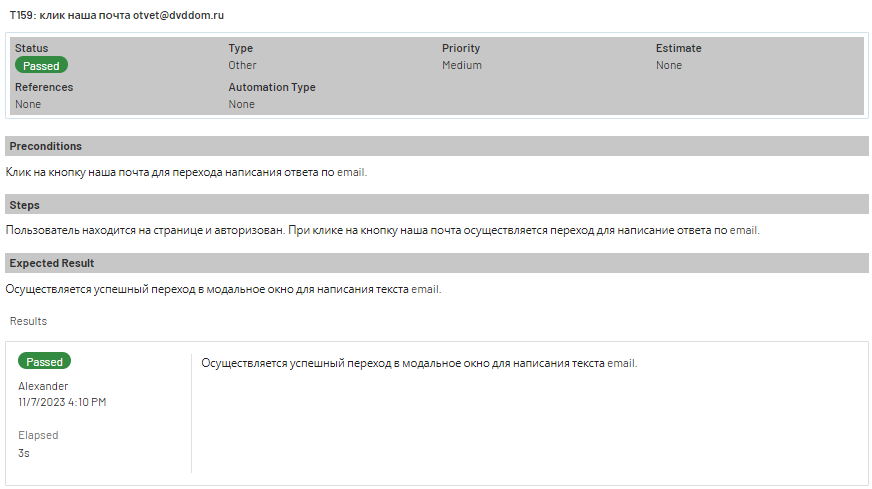 T159: клик наша почта otvet@dvddom.ru
Status Type Priority Estimate
Passed Other Medium None
References Automation Type
None None
Preconditions
Клик на кнопку наша почта для перехода написания ответа по email.
Steps
Пользователь находится на странице и авторизован. При клике на кнопку наша почта осуществляется переход для написание ответа по email.
Expected Result
Осуществляется успешный переход в модальное окно для написания текста email.
Results
Passed Осуществляется успешный переход в модальное окно для написания текста email.
Alexander
11/7/2023 4:10 PM
Elapsed
3s